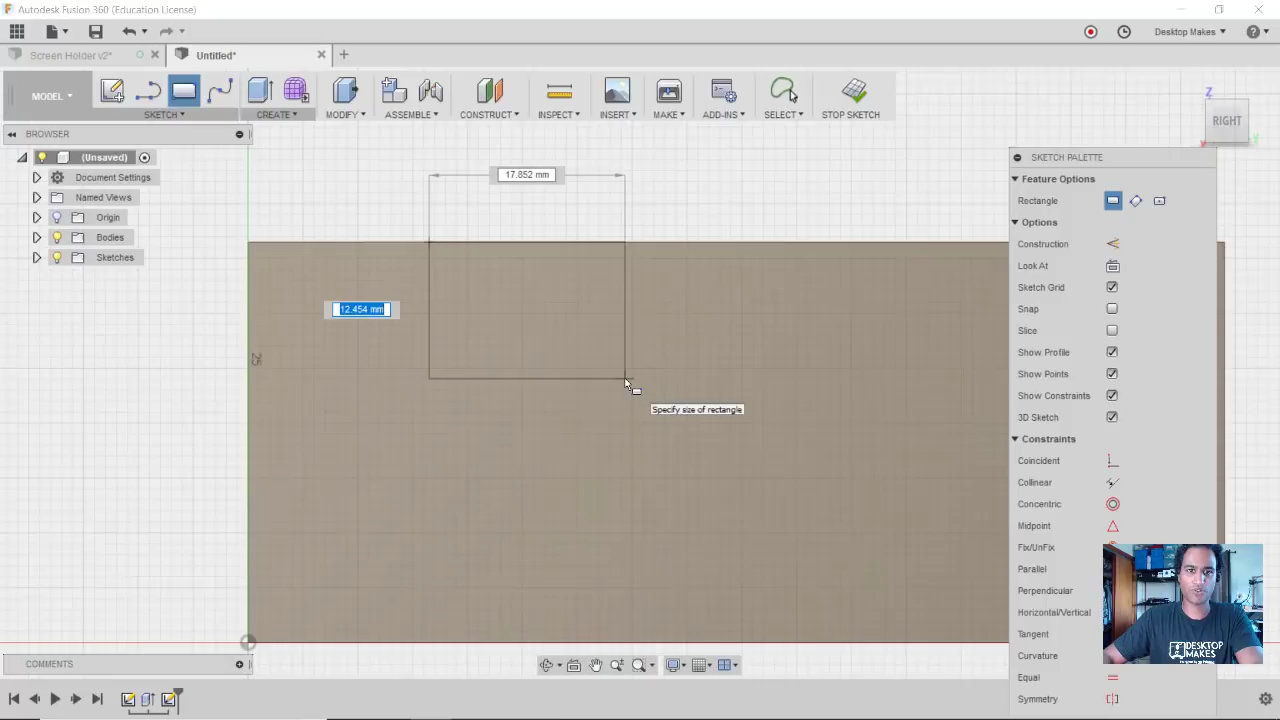 Autodesk Fusion 360 (Education License)
Desktop Makes
Screen Holder v2*
Untitled*
MODEL
SKETCH
CREATE
MODIFY
ASSEMBLE
CONSTRUCT
INSPECT
INSERT
MAKE
ADD-INS
SELECT
STOP SKETCH
BROWSER
(Unsaved)
Document Settings
Named Views
Origin
Bodies
Sketches
Z
RIGHT
17.852 mm
12.454 mm
25
Specify size of rectangle
SKETCH PALETTE
Feature Options
Rectangle
Options
Construction
Look At
Sketch Grid
Snap
Slice
Show Profile
Show Points
Show Constraints
3D Sketch
Constraints
Coincident
Collinear
Concentric
Midpoint
Fix/UnFix
Parallel
Perpendicular
Horizontal/Vertical
Tangent
Curvature
Equal
Symmetry
DESKTOP
MAKES
COMMENTS